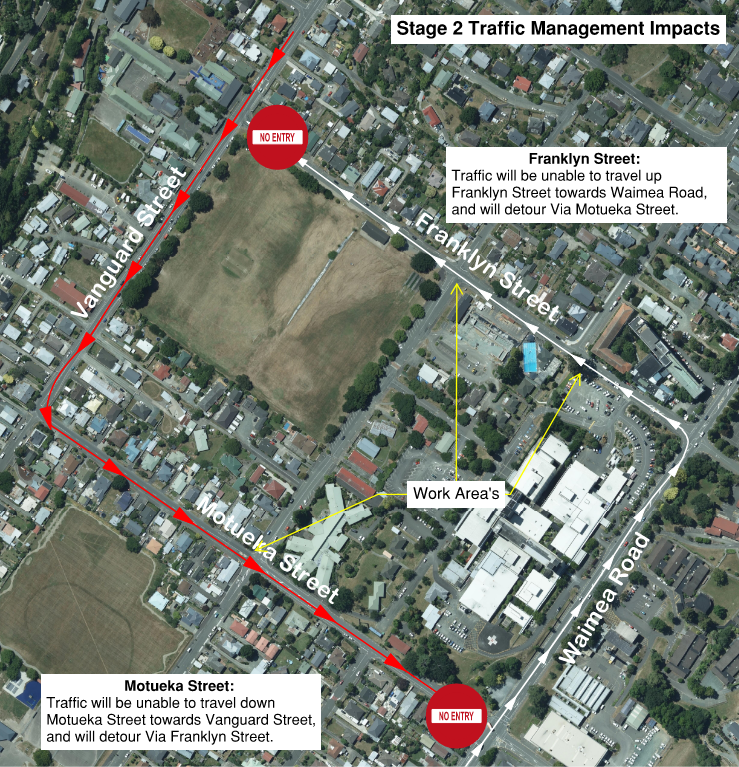 Stage 2 Traffic Management Impacts
NO ENTRY
Franklyn Street:
Traffic will be unable to travel up
Franklyn Street towards Waimea Road,
and will detour Via Motueka Street.
Vanguard Street
Franklyn Street
Work Area's
Motueka Street
Waimea Road
Motueka Street:
Traffic will be unable to travel down
Motueka Street towards Vanguard Street,
and will detour Via Franklyn Street.
NO ENTRY